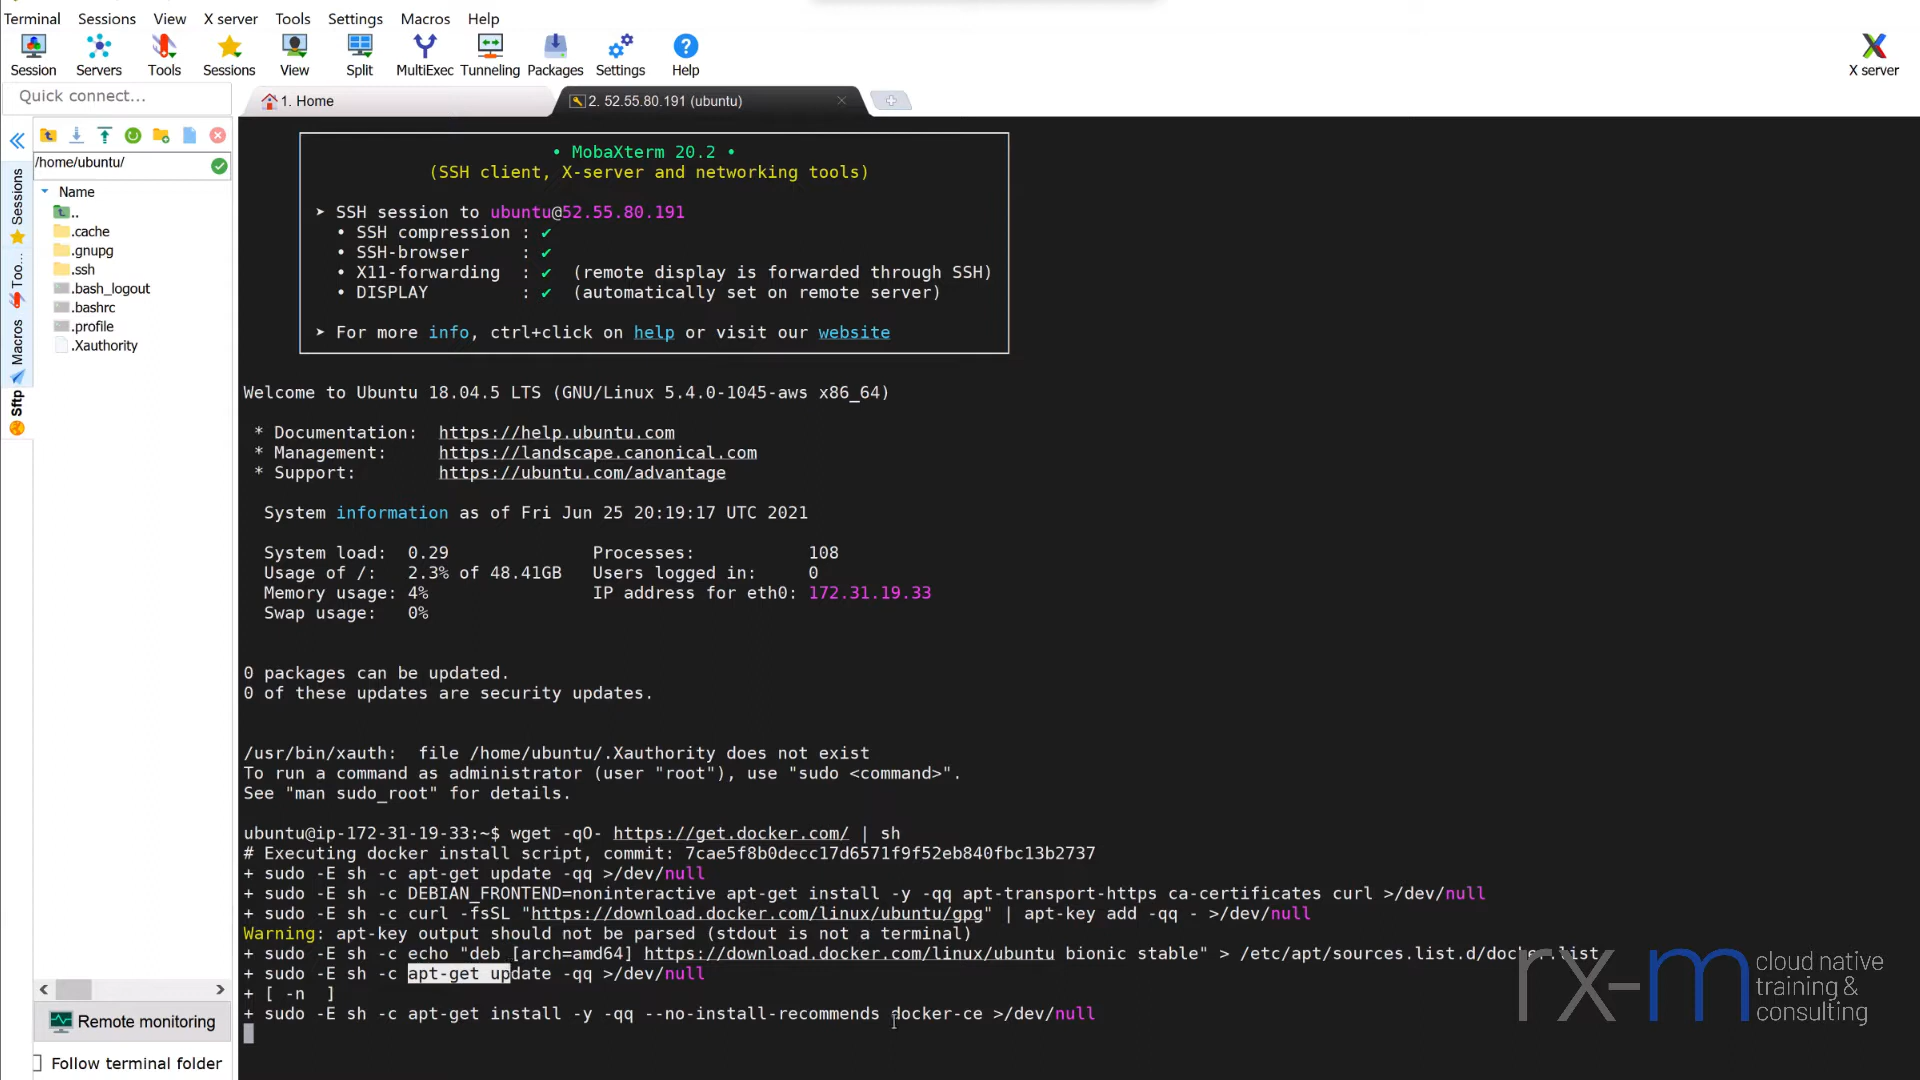 Terminal Sessions View X server Tools Settings Macros Help
Session Servers Tools Sessions View Split MultiExec Tunneling Packages Settings Help X server
Quick connect...
1. Home
2. 52.55.80.191 (ubuntu)
/home/ubuntu/
Name
..
.cache
.gnupg
.ssh
.bash_logout
.bashrc
.profile
.Xauthority
Sessions
Too...
Macros
Sftp
Remote monitoring
Follow terminal folder
• MobaXterm 20.2 •
(SSH client, X-server and networking tools)
➤ SSH session to ubuntu@52.55.80.191
• SSH compression : ✔
• SSH-browser : ✔
• X11-forwarding : ✔ (remote display is forwarded through SSH)
• DISPLAY : ✔ (automatically set on remote server)
➤ For more info, ctrl+click on help or visit our website
Welcome to Ubuntu 18.04.5 LTS (GNU/Linux 5.4.0-1045-aws x86_64)
* Documentation: https://help.ubuntu.com
* Management: https://landscape.canonical.com
* Support: https://ubuntu.com/advantage
System information as of Fri Jun 25 20:19:17 UTC 2021
System load: 0.29 Processes: 108
Usage of /: 2.3% of 48.41GB Users logged in: 0
Memory usage: 4% IP address for eth0: 172.31.19.33
Swap usage: 0%
0 packages can be updated.
0 of these updates are security updates.
/usr/bin/xauth: file /home/ubuntu/.Xauthority does not exist
To run a command as administrator (user "root"), use "sudo <command>".
See "man sudo_root" for details.
ubuntu@ip-172-31-19-33:~$ wget -qO- https://get.docker.com/ | sh
# Executing docker install script, commit: 7cae5f8b0decc17d6571f9f52eb840fbc13b2737
+ sudo -E sh -c apt-get update -qq >/dev/null
+ sudo -E sh -c DEBIAN_FRONTEND=noninteractive apt-get install -y -qq apt-transport-https ca-certificates curl >/dev/null
+ sudo -E sh -c curl -fsSL "https://download.docker.com/linux/ubuntu/gpg" | apt-key add -qq - >/dev/null
Warning: apt-key output should not be parsed (stdout is not a terminal)
+ sudo -E sh -c echo "deb [arch=amd64] https://download.docker.com/linux/ubuntu bionic stable" > /etc/apt/sources.list.d/docker.list
+ sudo -E sh -c apt-get update -qq >/dev/null
+ [ -n  ]
+ sudo -E sh -c apt-get install -y -qq --no-install-recommends docker-ce >/dev/null
rx-m cloud native
training &
consulting